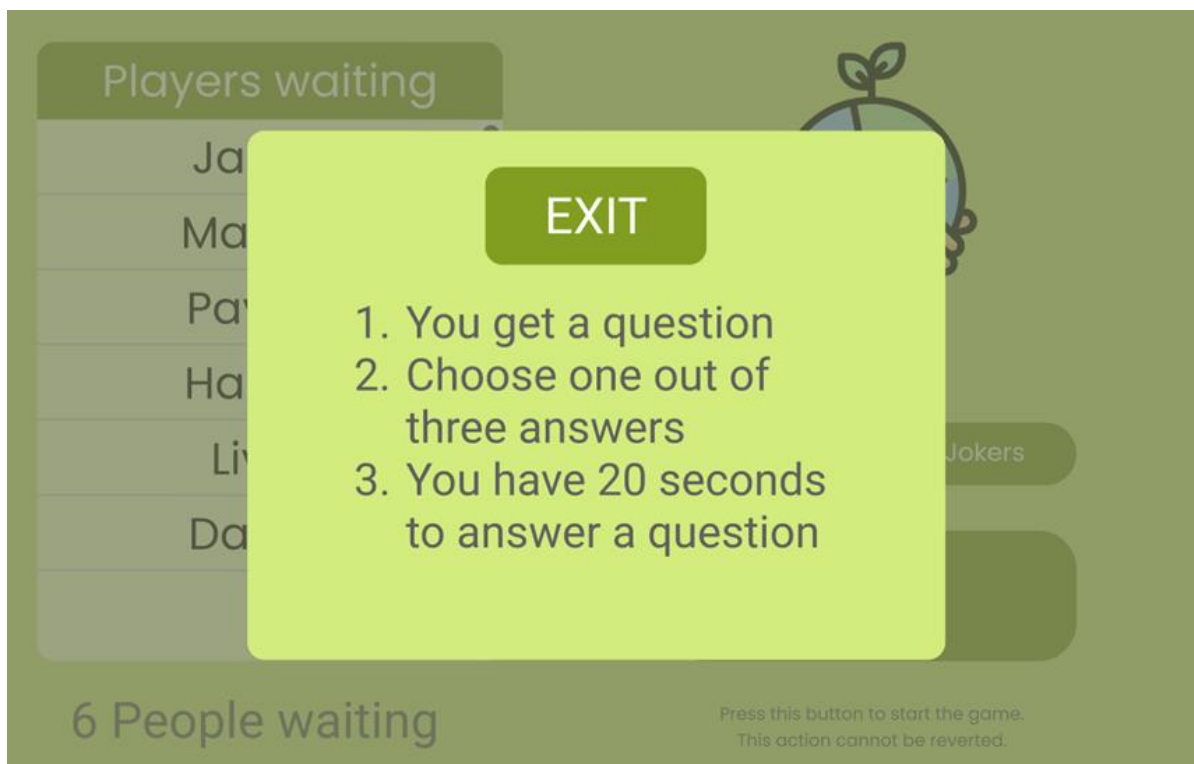 Players waiting
EXIT
1. You get a question
2. Choose one out of
three answers
3. You have 20 seconds
to answer a question
Jokers
6 People waiting
Press this button to start the game.
This action cannot be reverted.